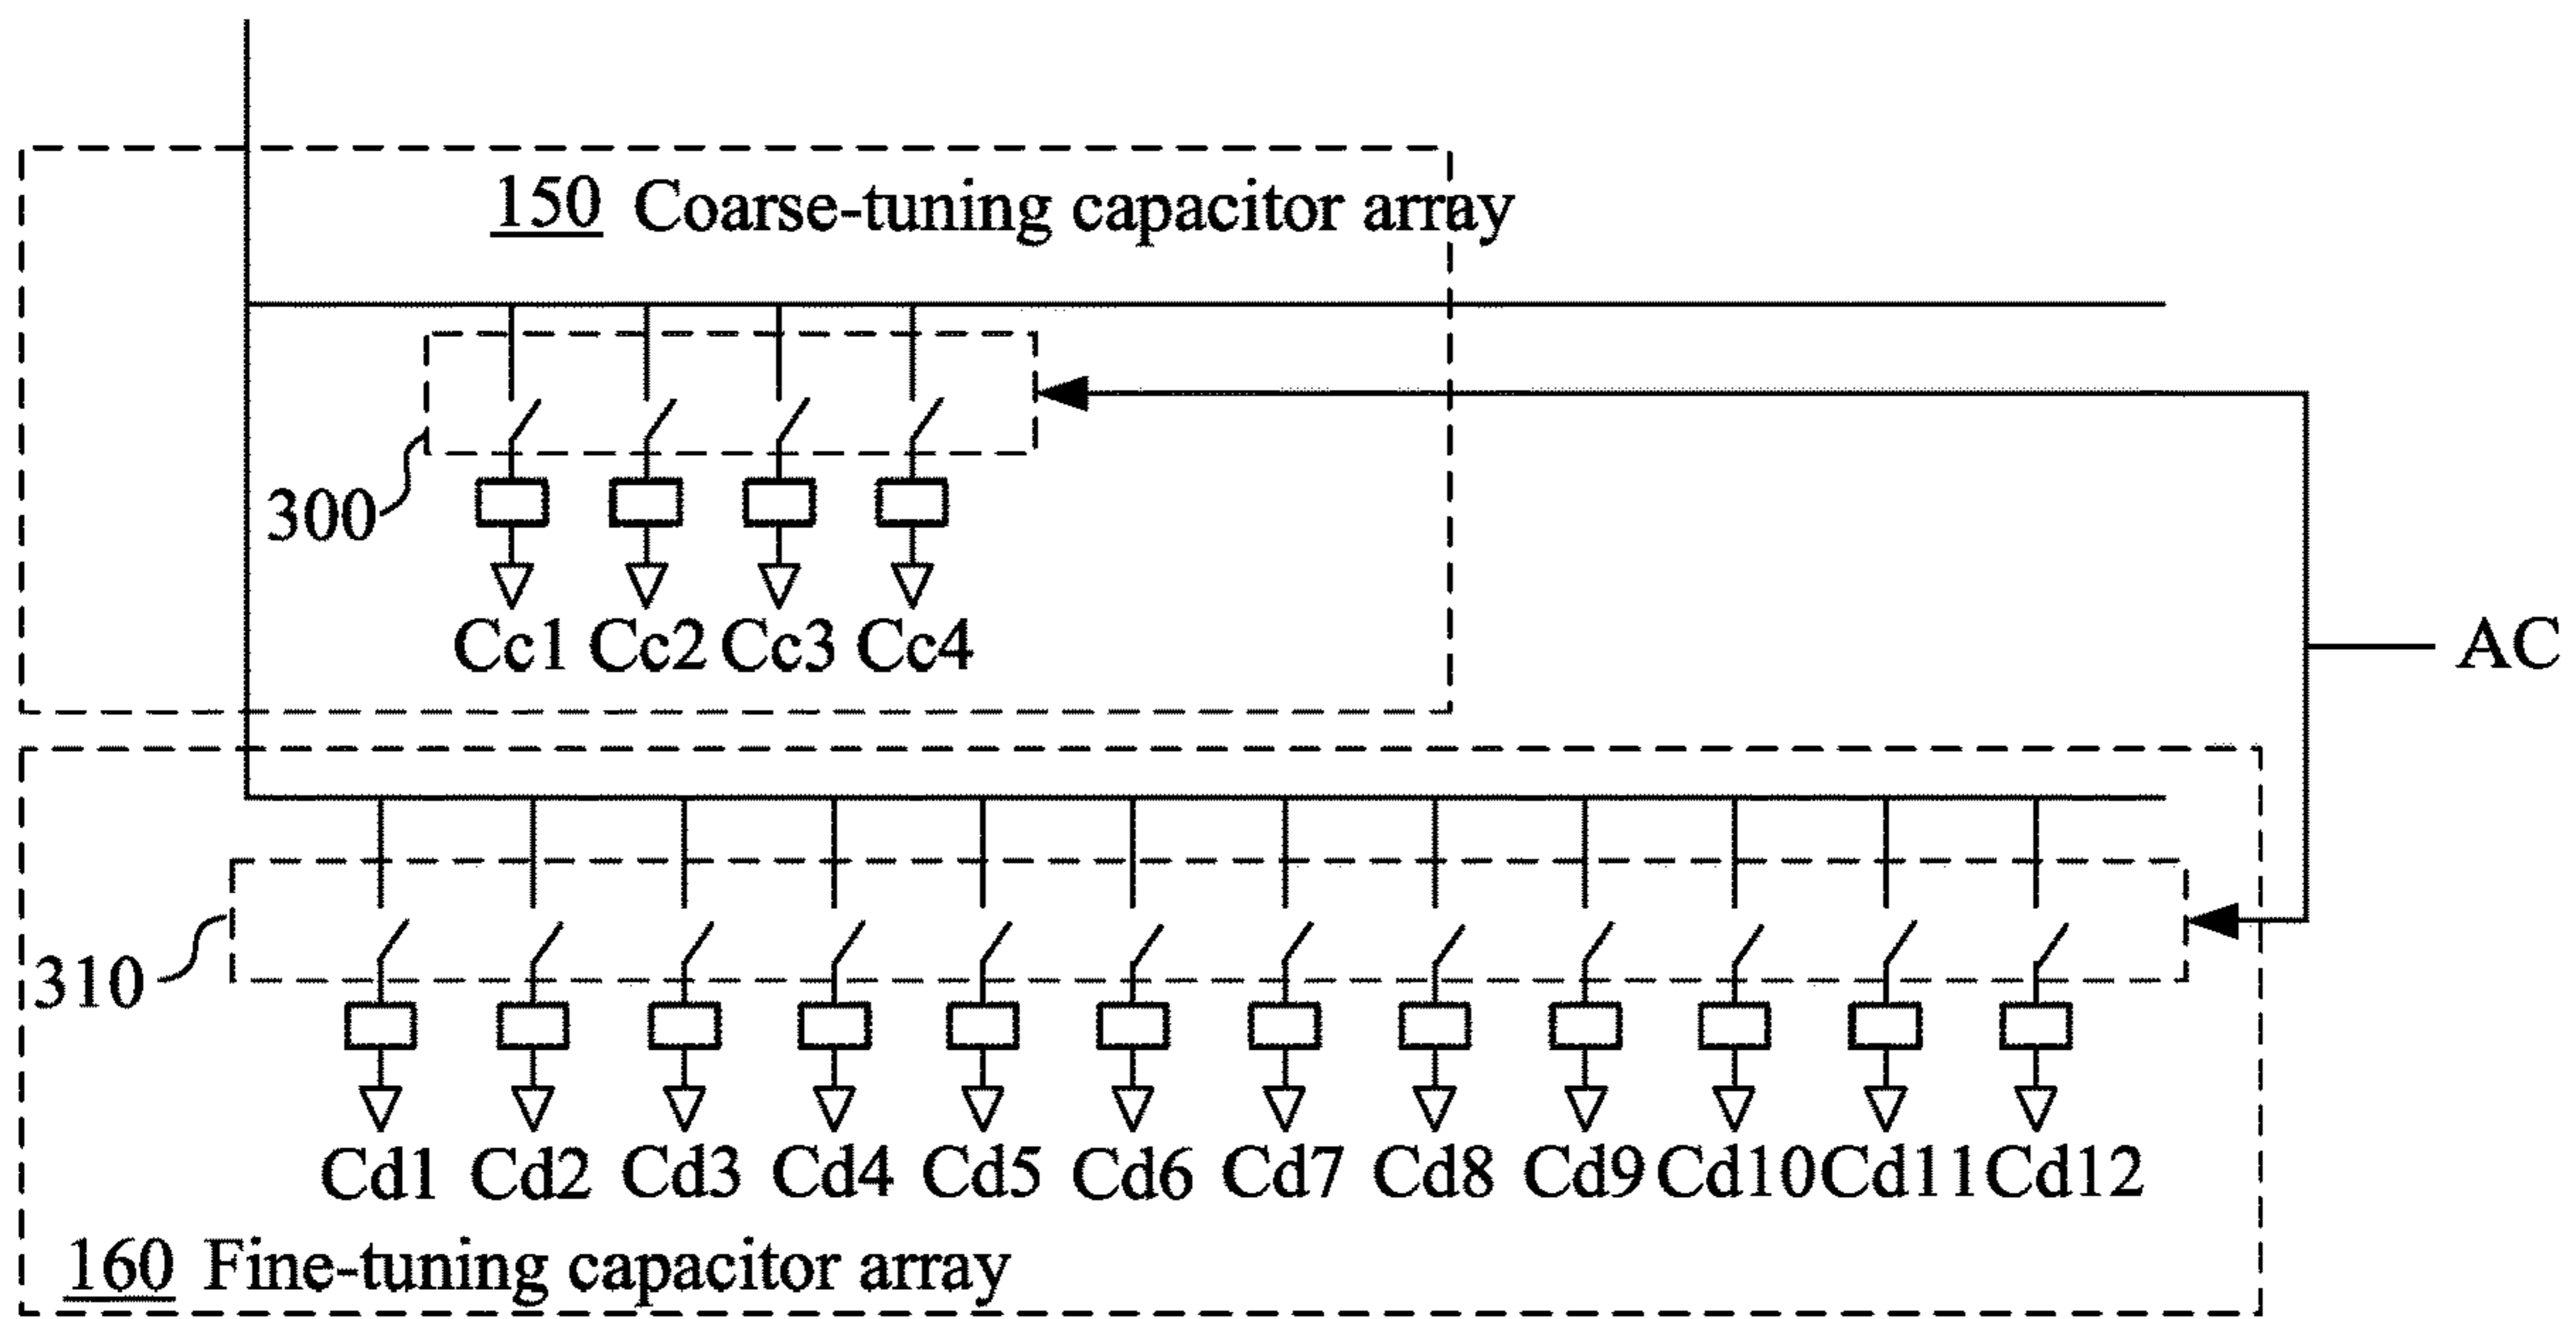 150 Coarse-tuning capacitor array
300
Cc1 Cc2 Cc3 Cc4
AC
310
Cd1 Cd2 Cd3 Cd4 Cd5 Cd6 Cd7 Cd8 Cd9 Cd10 Cd11 Cd12
160 Fine-tuning capacitor array